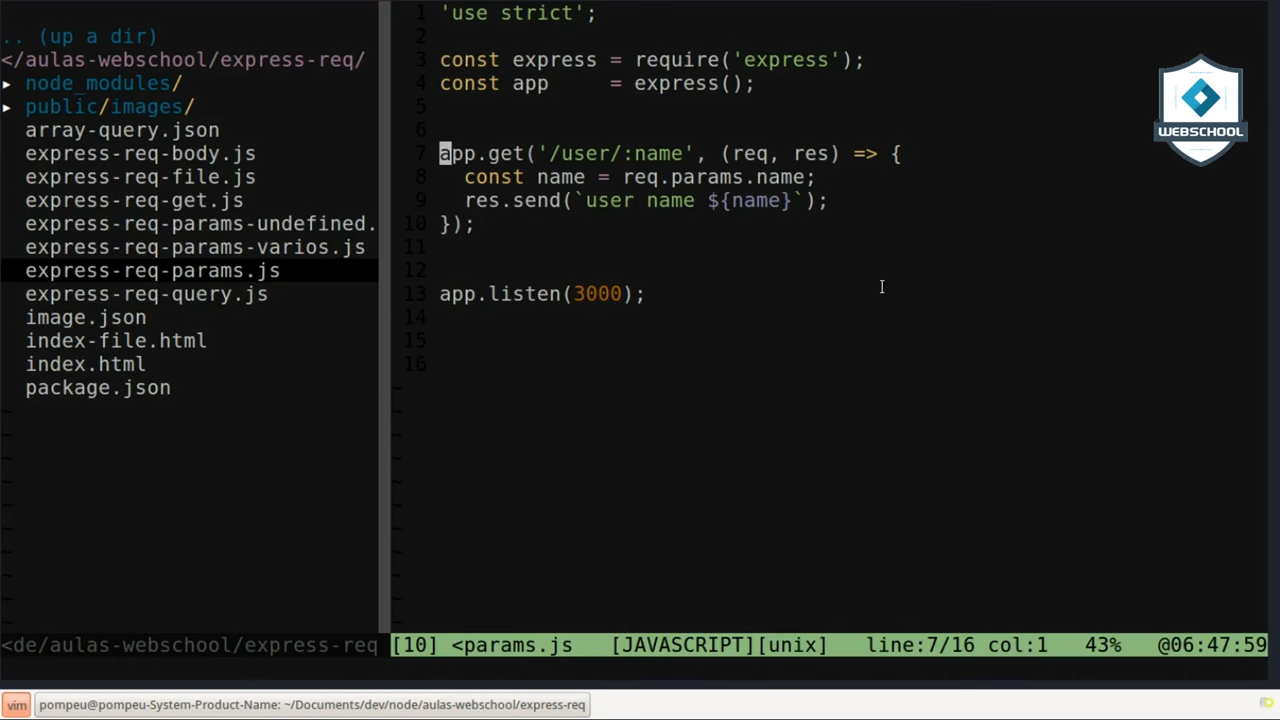 .. (up a dir)
</aulas-webschool/express-req/
▸ node_modules/
▸ public/images/
array-query.json
express-req-body.js
express-req-file.js
express-req-get.js
express-req-params-undefined.
express-req-params-varios.js
express-req-params.js
express-req-query.js
image.json
index-file.html
index.html
package.json
~
~
~
~
~
~
~
~
~
~
<de/aulas-webschool/express-req
1 'use strict';
2
3 const express = require('express');
4 const app     = express();
5
6
7 app.get('/user/:name', (req, res) => {
8   const name = req.params.name;
9   res.send(`user name ${name}`);
10 });
11
12
13 app.listen(3000);
14
15
16
~
~
~
~
~
~
~
~
~
~
~
[10] <params.js [JAVASCRIPT][unix] line:7/16 col:1 43% @06:47:59
WEBSCHOOL
vim pompeu@pompeu-System-Product-Name: ~/Documents/dev/node/aulas-webschool/express-req